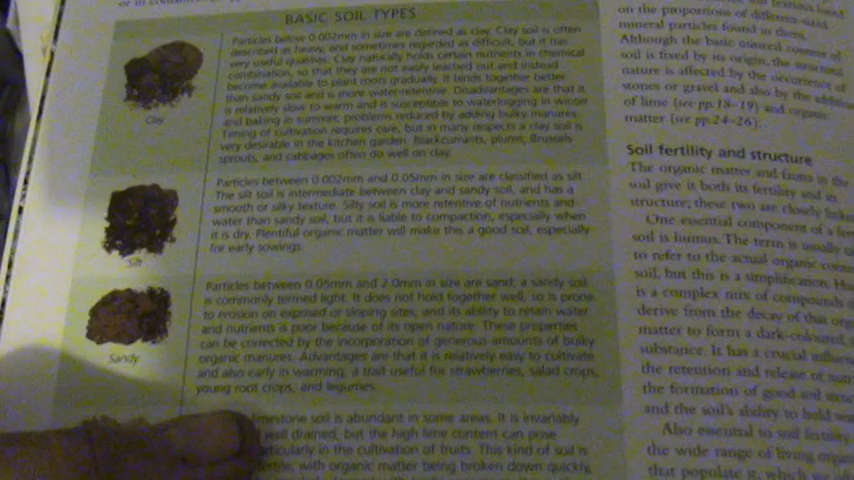 BASIC SOIL TYPES
Particles below 0.002mm in size are defined as clay. Clay soil is often
described as heavy, and sometimes regarded as difficult, but it has
very useful qualities. Clay naturally holds certain nutrients in chemical
combination, so that they are not easily leached out and instead
become available to plant roots gradually. It binds together better
than sandy soil and is more water-retentive. Disadvantages are that it
is relatively slow to warm and is susceptible to waterlogging in winter
and baking in summer, problems reduced by adding bulky manures.
Timing of cultivation requires care, but in many respects a clay soil is
very desirable in the kitchen garden. Blackcurrants, plums, Brussels
sprouts, and cabbages often do well on clay.
Clay
Particles between 0.002mm and 0.05mm in size are classified as silt.
The silt soil is intermediate between clay and sandy soil, and has a
smooth or silky texture. Silty soil is more retentive of nutrients and
water than sandy soil, but it is liable to compaction, especially when
it is dry. Plentiful organic matter will make this a good soil, especially
for early sowings.
Silt
Particles between 0.05mm and 2.0mm in size are sand; a sandy soil
is commonly termed light. It does not hold together well, so is prone
to erosion on exposed or sloping sites, and its ability to retain water
and nutrients is poor because of its open nature. These properties
can be corrected by the incorporation of generous amounts of bulky
organic manures. Advantages are that it is relatively easy to cultivate
and also early in warming, a trait useful for strawberries, salad crops,
young root crops, and legumes.
Sandy
limestone soil is abundant in some areas. It is invariably
well drained, but the high lime content can pose
particularly in the cultivation of fruits. This kind of soil is
fertile, with organic matter being broken down quickly,
on the proportions of different-sized
mineral particles found in them.
Although the basic mineral content of
soil is fixed by its origin, the
nature is affected by the occurrence of
stones or gravel and also by the addition
of lime (see pp.18–19) and organic
matter (see pp.24–26).
Soil fertility and structure
The organic matter and fauna in the
soil give it both its fertility and its
structure; these two are closely linked
One essential component of a
soil is humus. The term is usually
to refer to the actual organic
soil, but this is a simplification.
is a complex mix of compounds
derive from the decay of that
matter to form a dark-coloured,
substance. It has a crucial
the retention and release of
the formation of good soil
and the soil's ability to hold
Also essential to soil fertility
the wide range of living
that populate it, which